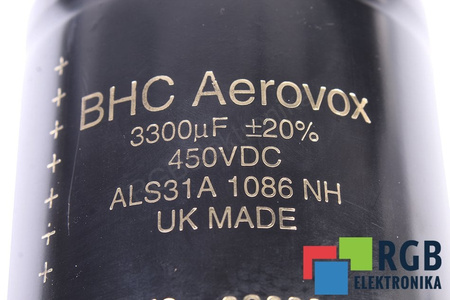 BHC Aerovox
3300µF ±20%
450VDC
ALS31A 1086 NH
UK MADE
RGB
ELEKTRONIKA